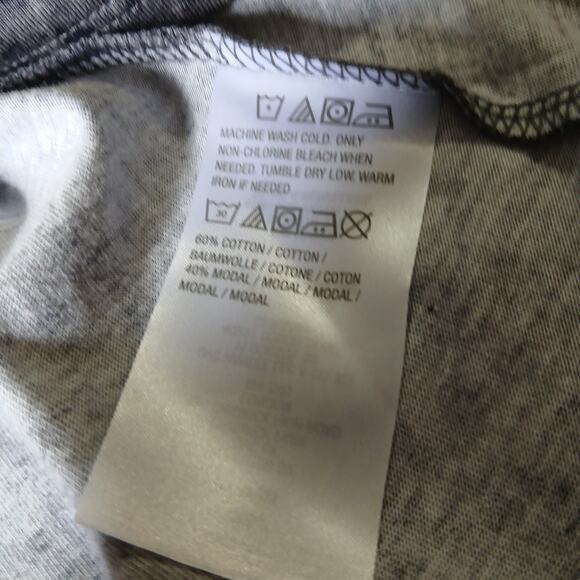 MACHINE WASH COLD. ONLY
NON-CHLORINE BLEACH WHEN
NEEDED. TUMBLE DRY LOW. WARM
IRON IF NEEDED
30
60% COTTON / COTTON /
BAUMWOLLE / COTONE / COTON
40% MODAL / MODAL / MODAL /
MODAL / MODAL